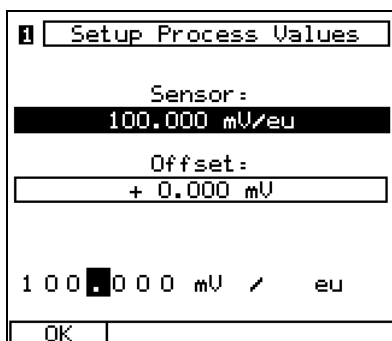 1 Setup Process Values
Sensor:
100.000 mV/eu
Offset:
+ 0.000 mV
100.000 mV / eu
OK